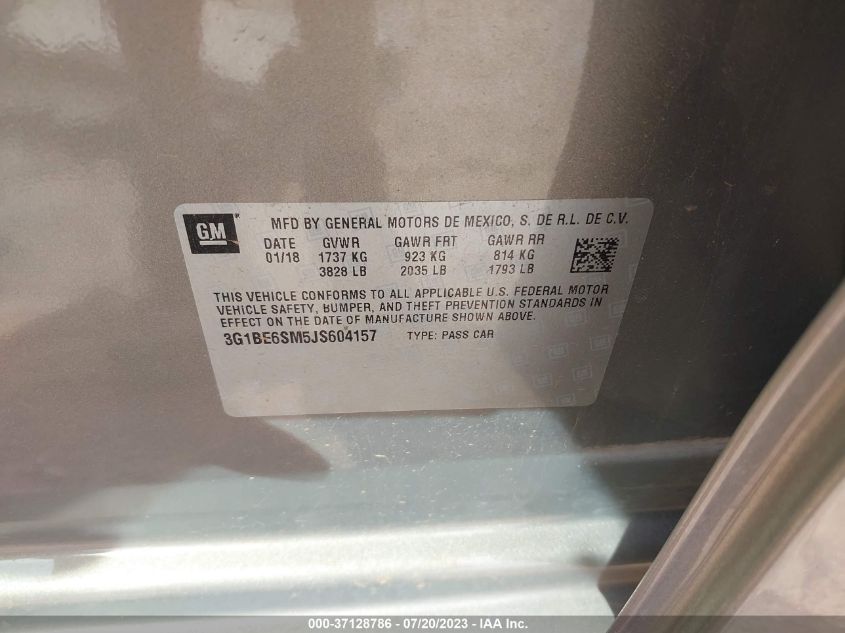 GM
MFD BY GENERAL MOTORS DE MEXICO, S. DE R.L. DE C.V.
DATE GVWR GAWR FRT GAWR RR
01/18 1737 KG 923 KG 814 KG
3828 LB 2035 LB 1793 LB
THIS VEHICLE CONFORMS TO ALL APPLICABLE U.S. FEDERAL MOTOR
VEHICLE SAFETY, BUMPER, AND THEFT PREVENTION STANDARDS IN
EFFECT ON THE DATE OF MANUFACTURE SHOWN ABOVE.
3G1BE6SM5JS604157 TYPE: PASS CAR
000-37128786 - 07/20/2023 - IAA Inc.